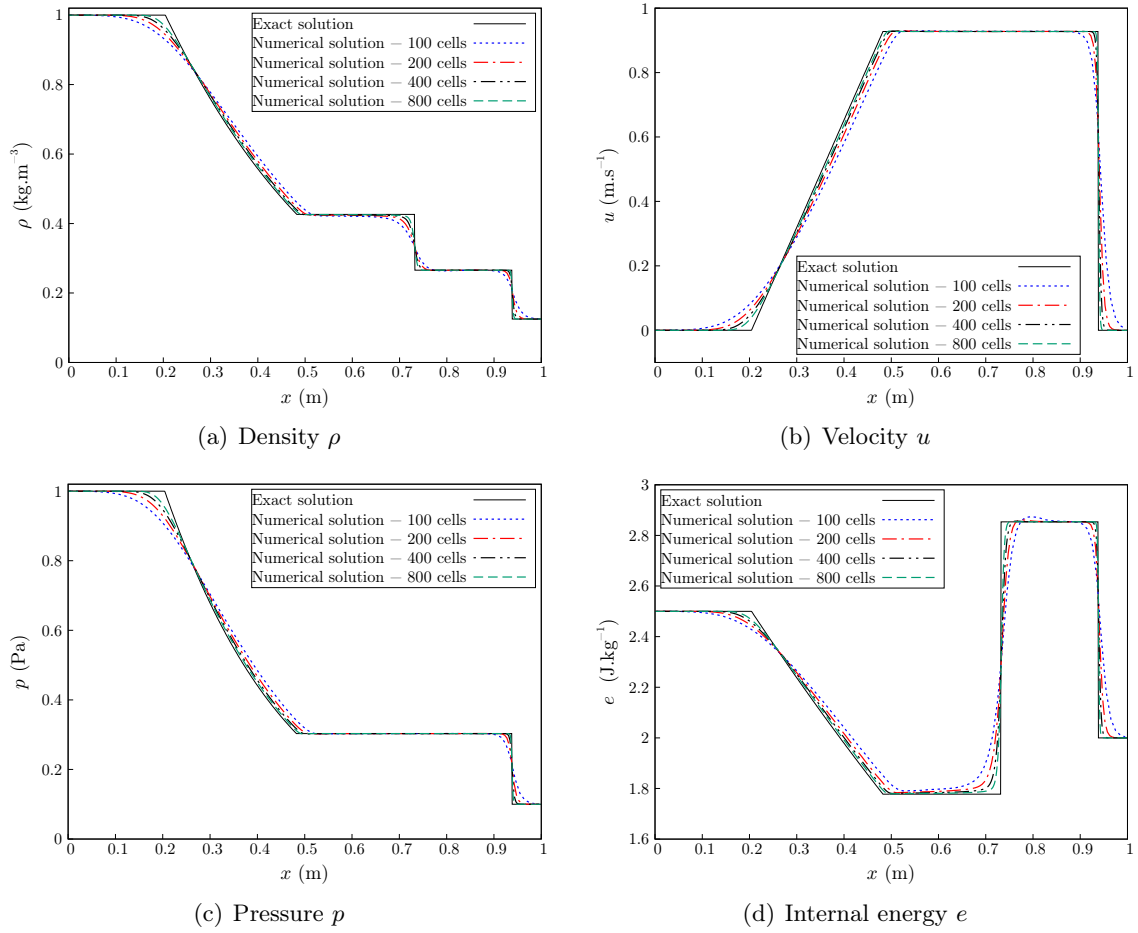 Exact solution
Numerical solution − 100 cells
Numerical solution − 200 cells
Numerical solution − 400 cells
Numerical solution − 800 cells
1
0.8
0.6
0.4
0.2
0
ρ (kg.m⁻³)
0 0.1 0.2 0.3 0.4 0.5 0.6 0.7 0.8 0.9 1
x (m)
(a) Density ρ
1
0.8
0.6
0.4
0.2
0
u (m.s⁻¹)
Exact solution
Numerical solution − 100 cells
Numerical solution − 200 cells
Numerical solution − 400 cells
Numerical solution − 800 cells
0 0.1 0.2 0.3 0.4 0.5 0.6 0.7 0.8 0.9 1
x (m)
(b) Velocity u
Exact solution
Numerical solution − 100 cells
Numerical solution − 200 cells
Numerical solution − 400 cells
Numerical solution − 800 cells
1
0.8
0.6
0.4
0.2
0
p (Pa)
0 0.1 0.2 0.3 0.4 0.5 0.6 0.7 0.8 0.9 1
x (m)
(c) Pressure p
Exact solution
Numerical solution − 100 cells
Numerical solution − 200 cells
Numerical solution − 400 cells
Numerical solution − 800 cells
3
2.8
2.6
2.4
2.2
2
1.8
1.6
e (J.kg⁻¹)
0 0.1 0.2 0.3 0.4 0.5 0.6 0.7 0.8 0.9 1
x (m)
(d) Internal energy e